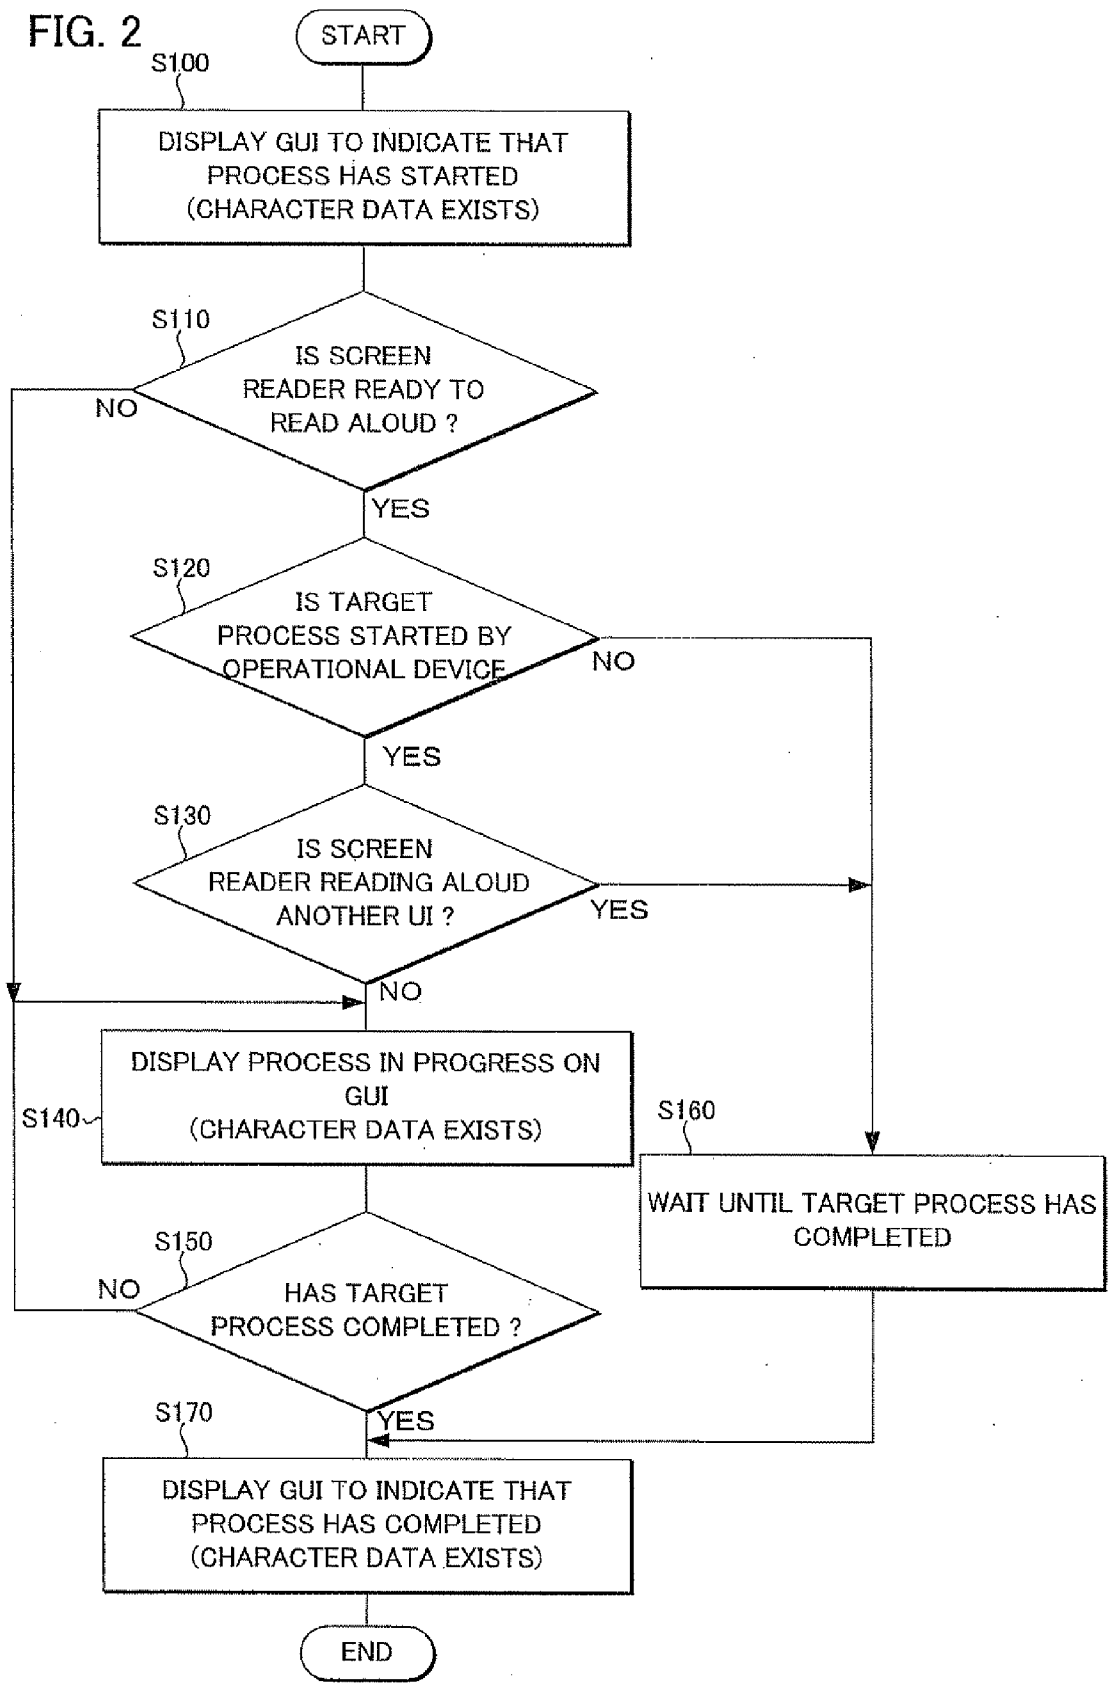 FIG. 2
START
S100
DISPLAY GUI TO INDICATE THAT
PROCESS HAS STARTED
(CHARACTER DATA EXISTS)
S110
IS SCREEN
READER READY TO
READ ALOUD ?
NO
YES
S120
IS TARGET
PROCESS STARTED BY
OPERATIONAL DEVICE
NO
YES
S130
IS SCREEN
READER READING ALOUD
ANOTHER UI ?
YES
NO
DISPLAY PROCESS IN PROGRESS ON
GUI
(CHARACTER DATA EXISTS)
S140
S160
WAIT UNTIL TARGET PROCESS HAS
COMPLETED
S150
NO
HAS TARGET
PROCESS COMPLETED ?
YES
S170
DISPLAY GUI TO INDICATE THAT
PROCESS HAS COMPLETED
(CHARACTER DATA EXISTS)
END